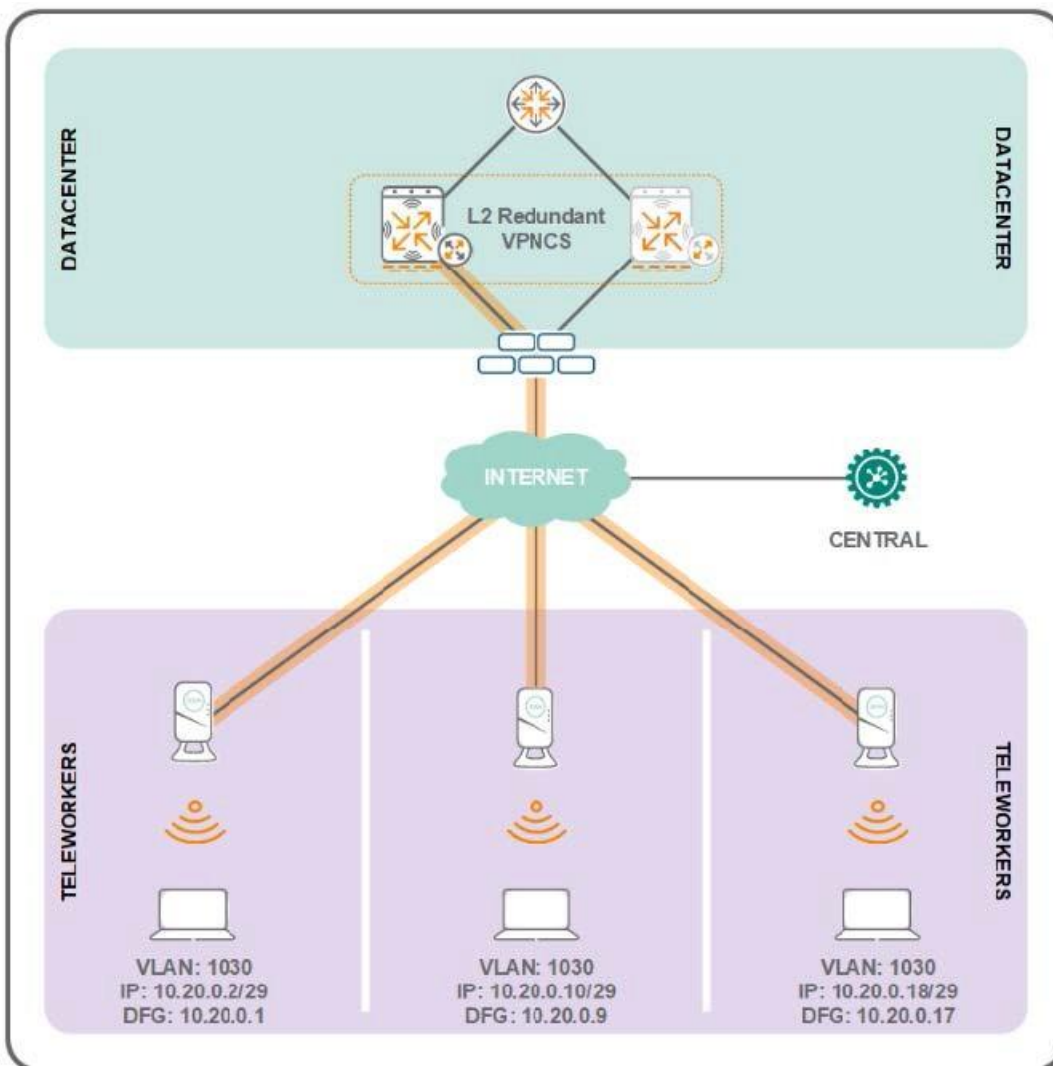 DATACENTER
DATACENTER
L2 Redundant
VPNCS
INTERNET
CENTRAL
TELEWORKERS
TELEWORKERS
VLAN: 1030
IP: 10.20.0.2/29
DFG: 10.20.0.1
VLAN: 1030
IP: 10.20.0.10/29
DFG: 10.20.0.9
VLAN: 1030
IP: 10.20.0.18/29
DFG: 10.20.0.17